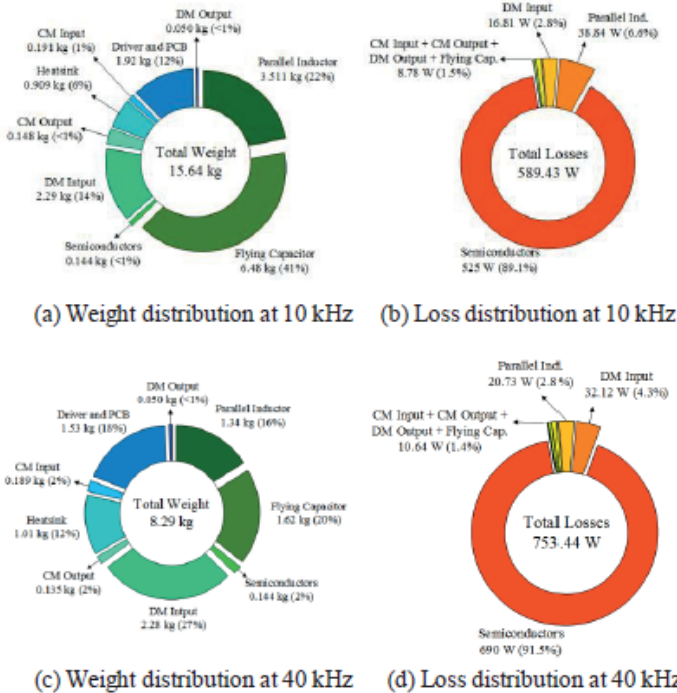 DM Output
0.050 kg (<1%)
CM Input
0.191 kg (1%)
Driver and PCB
1.92 kg (12%)
Parallel Inductor
3.511 kg (22%)
Heatsink
0.909 kg (6%)
CM Output
0.148 kg (<1%)
Total Weight
15.64 kg
DM Intput
2.29 kg (14%)
Semiconductors
0.144 kg (<1%)
Flying Capacitor
6.48 kg (41%)
(a) Weight distribution at 10 kHz
DM Input
16.81 W (2.8%)
Parallel Ind.
38.84 W (6.6%)
CM Input + CM Output +
DM Output + Flying Cap.
8.78 W (1.5%)
Total Losses
589.43 W
Semiconductors
525 W (89.1%)
(b) Loss distribution at 10 kHz
DM Output
0.050 kg (<1%)
Driver and PCB
1.53 kg (18%)
Parallel Inductor
1.34 kg (16%)
CM Input
0.189 kg (2%)
Total Weight
8.29 kg
Flying Capacitor
1.62 kg (20%)
Heatsink
1.01 kg (12%)
CM Output
0.135 kg (2%)
Semiconductors
0.144 kg (2%)
DM Intput
2.28 kg (27%)
(c) Weight distribution at 40 kHz
Parallel Ind.
20.73 W (2.8%)
DM Input
32.12 W (4.3%)
CM Input + CM Output +
DM Output + Flying Cap.
10.64 W (1.4%)
Total Losses
753.44 W
Semiconductors
690 W (91.5%)
(d) Loss distribution at 40 kHz